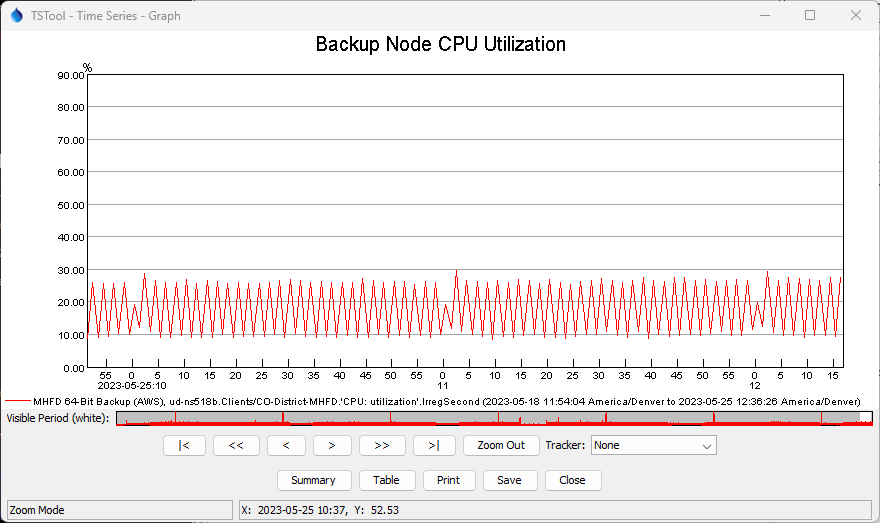 TSTool - Time Series - Graph
Backup Node CPU Utilization
%
90.00
80.00
70.00
60.00
50.00
40.00
30.00
20.00
10.00
0.00
55 0 5 10 15 20 25 30 35 40 45 50 55 0 5 10 15 20 25 30 35 40 45 50 55 0 5 10 15
2023-05-25:10 11 12
MHFD 64-Bit Backup (AWS), ud-ns518b.Clients/CO-District-MHFD.'CPU: utilization'.IrregSecond (2023-05-18 11:54:04 America/Denver to 2023-05-25 12:36:26 America/Denver)
Visible Period (white):
|< << < > >> >| Zoom Out Tracker: None
Summary Table Print Save Close
Zoom Mode X: 2023-05-25 10:37, Y: 52.53